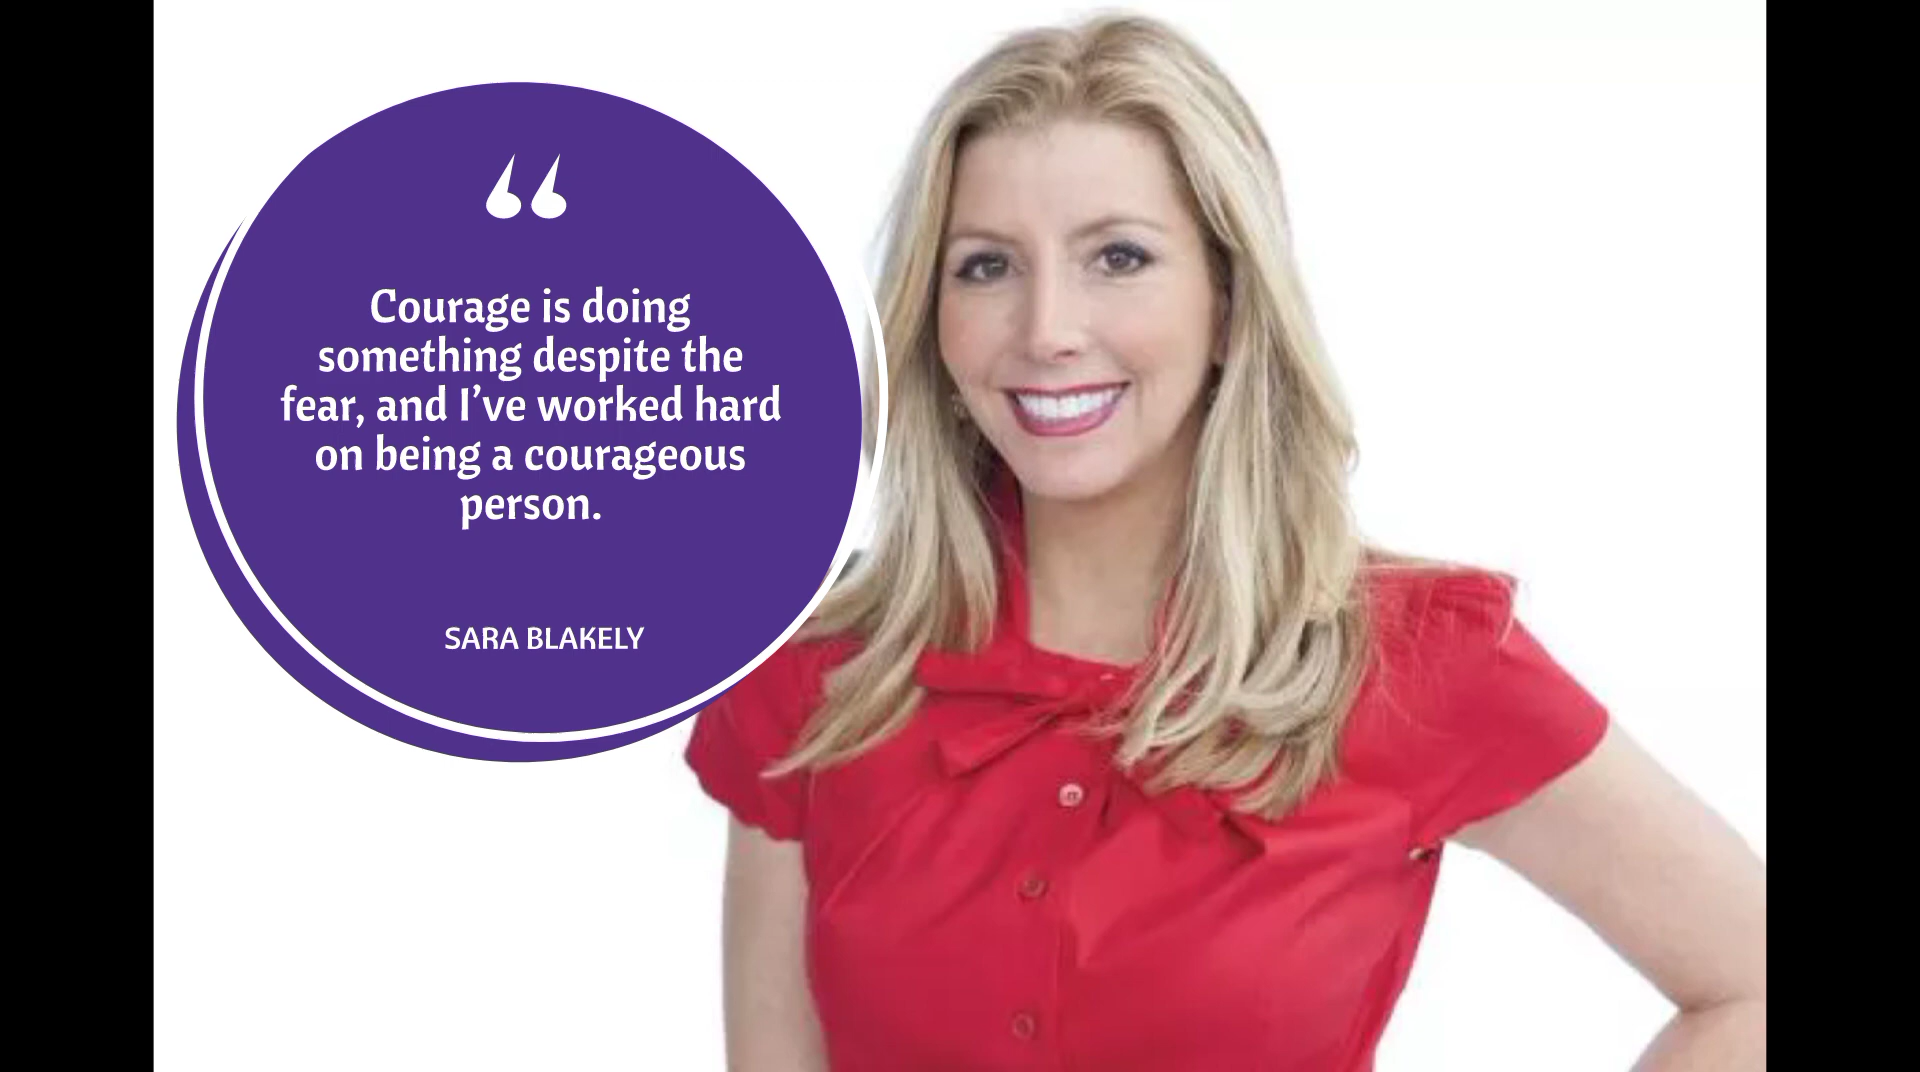 “
Courage is doing
something despite the
fear, and I’ve worked hard
on being a courageous
person.
SARA BLAKELY